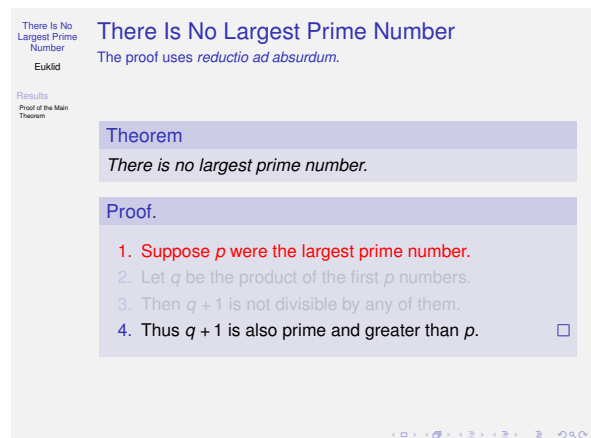 There Is No
Largest Prime
Number
Euklid
Results
Proof of the Main
Theorem
There Is No Largest Prime Number
The proof uses reductio ad absurdum.
Theorem
There is no largest prime number.
Proof.
1. Suppose p were the largest prime number.
2. Let q be the product of the first p numbers.
3. Then q + 1 is not divisible by any of them.
4. Thus q + 1 is also prime and greater than p. □